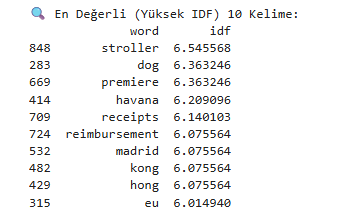 🔍 En Değerli (Yüksek IDF) 10 Kelime:
word idf
848 stroller 6.545568
283 dog 6.363246
669 premiere 6.363246
414 havana 6.209096
709 receipts 6.140103
724 reimbursement 6.075564
532 madrid 6.075564
482 kong 6.075564
429 hong 6.075564
315 eu 6.014940